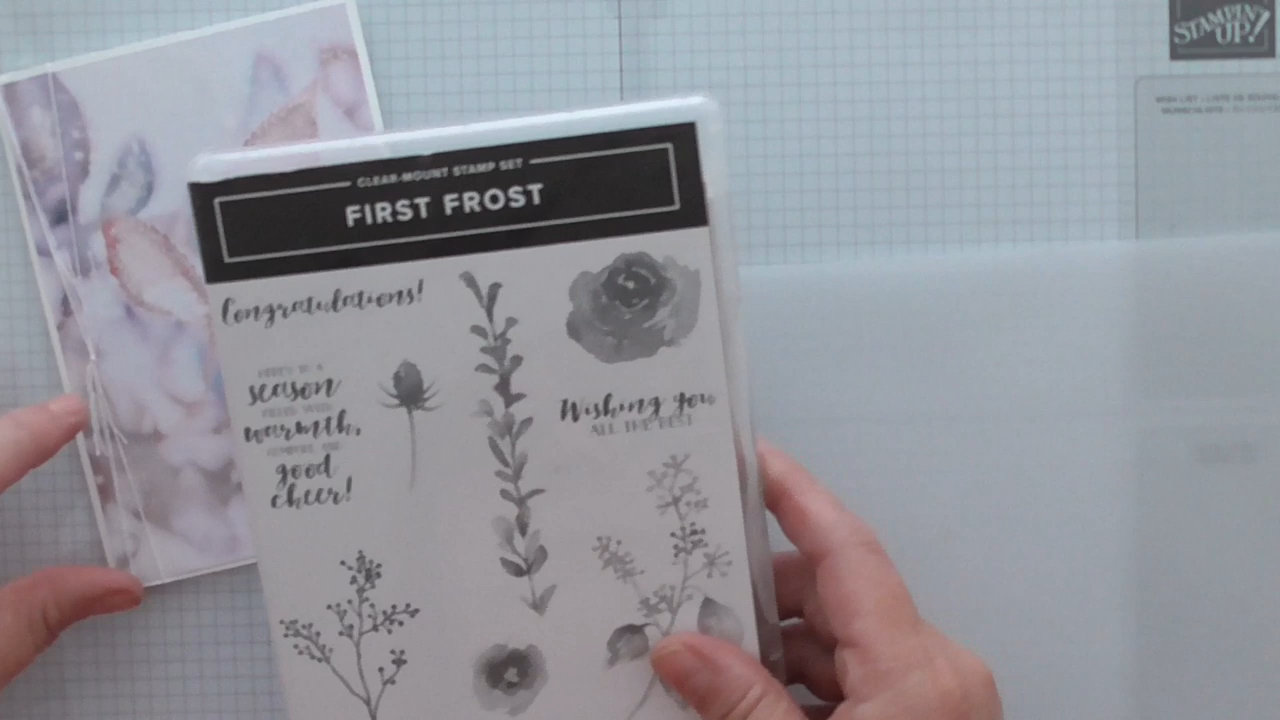 STAMPIN'
UP!
CLEAR-MOUNT STAMP SET
FIRST FROST
Congratulations!
season
warmth,
good
cheer!
Wishing you
ALL THE BEST